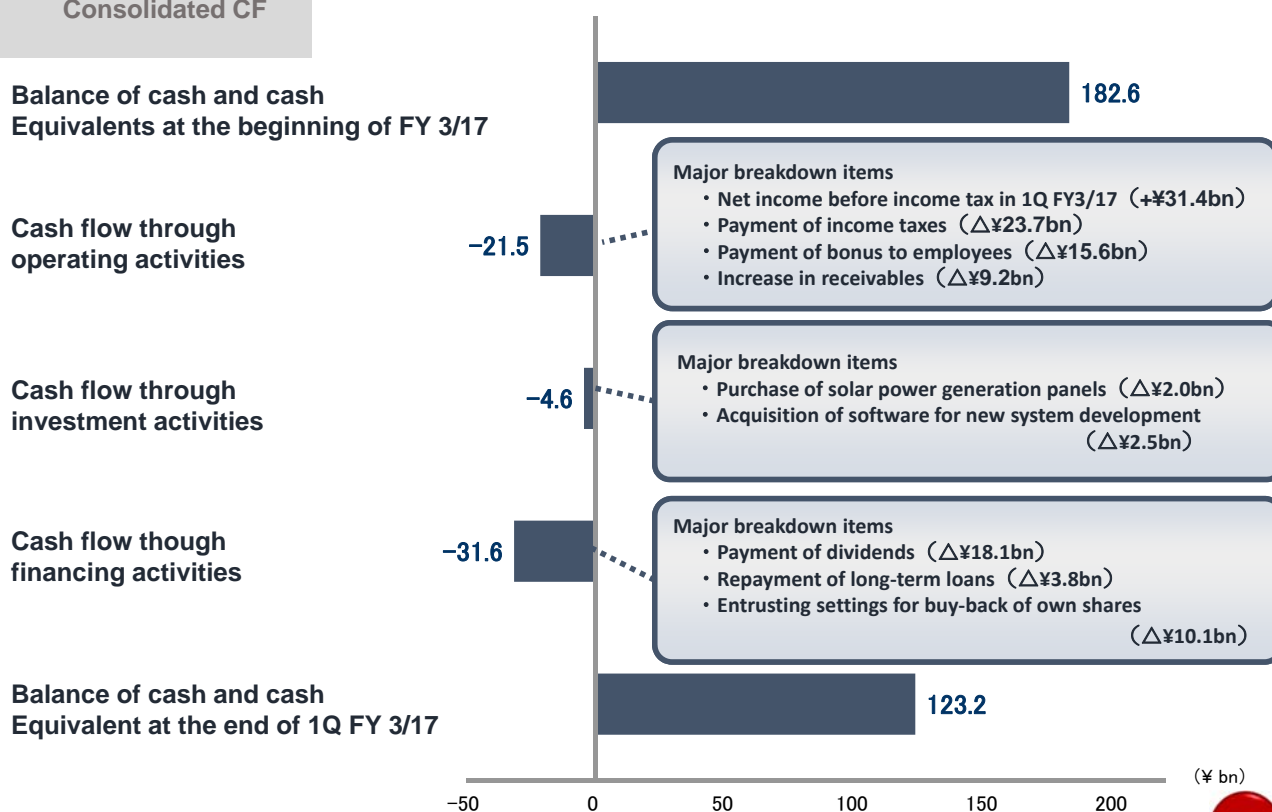 Consolidated CF
Balance of cash and cash
Equivalents at the beginning of FY 3/17
182.6
Major breakdown items
・Net income before income tax in 1Q FY3/17（+¥31.4bn）
・Payment of income taxes（△¥23.7bn）
・Payment of bonus to employees（△¥15.6bn）
・Increase in receivables（△¥9.2bn）
Cash flow through
operating activities
−21.5
Major breakdown items
・Purchase of solar power generation panels（△¥2.0bn）
・Acquisition of software for new system development
（△¥2.5bn）
Cash flow through
investment activities
−4.6
Major breakdown items
・Payment of dividends（△¥18.1bn）
・Repayment of long-term loans（△¥3.8bn）
・Entrusting settings for buy-back of own shares
（△¥10.1bn）
Cash flow though
financing activities
−31.6
Balance of cash and cash
Equivalent at the end of 1Q FY 3/17
123.2
(¥ bn)
−50 0 50 100 150 200